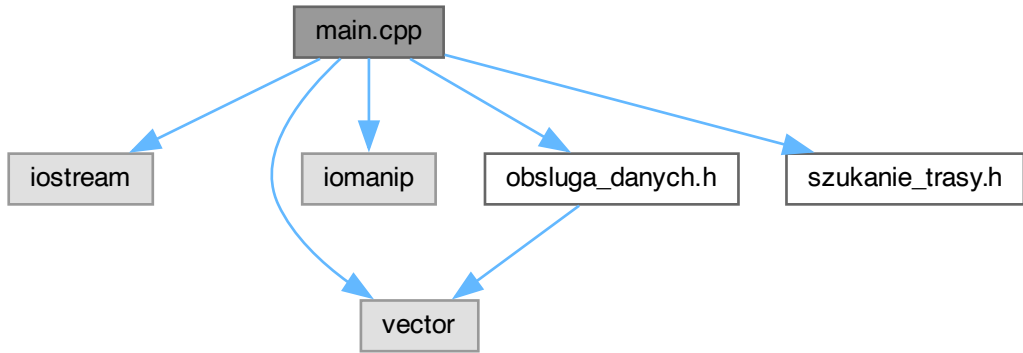 main.cpp
iostream
iomanip
obsluga_danych.h
szukanie_trasy.h
vector